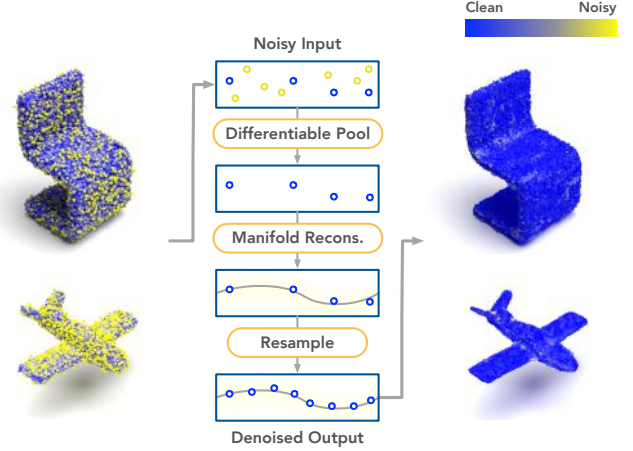 Clean Noisy
Noisy Input
Differentiable Pool
Manifold Recons.
Resample
Denoised Output